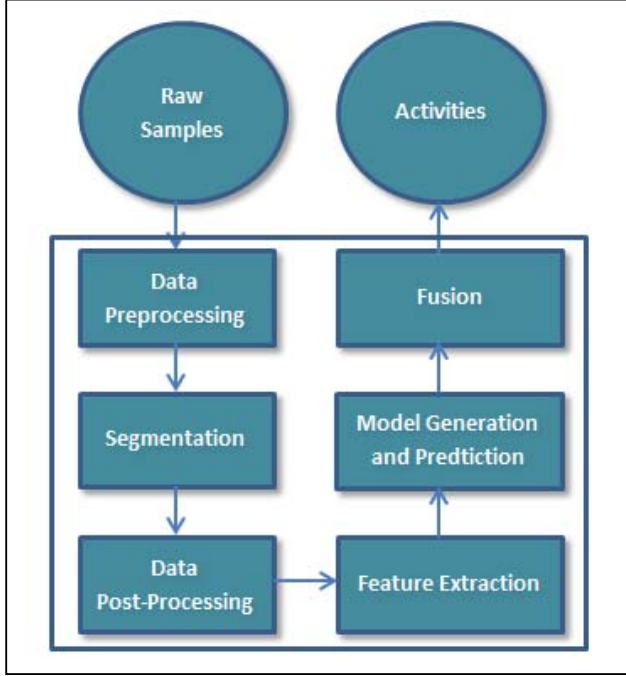 Raw
Samples
Activities
Data
Preprocessing
Fusion
Segmentation
Model Generation
and Predtiction
Data
Post-Processing
Feature Extraction